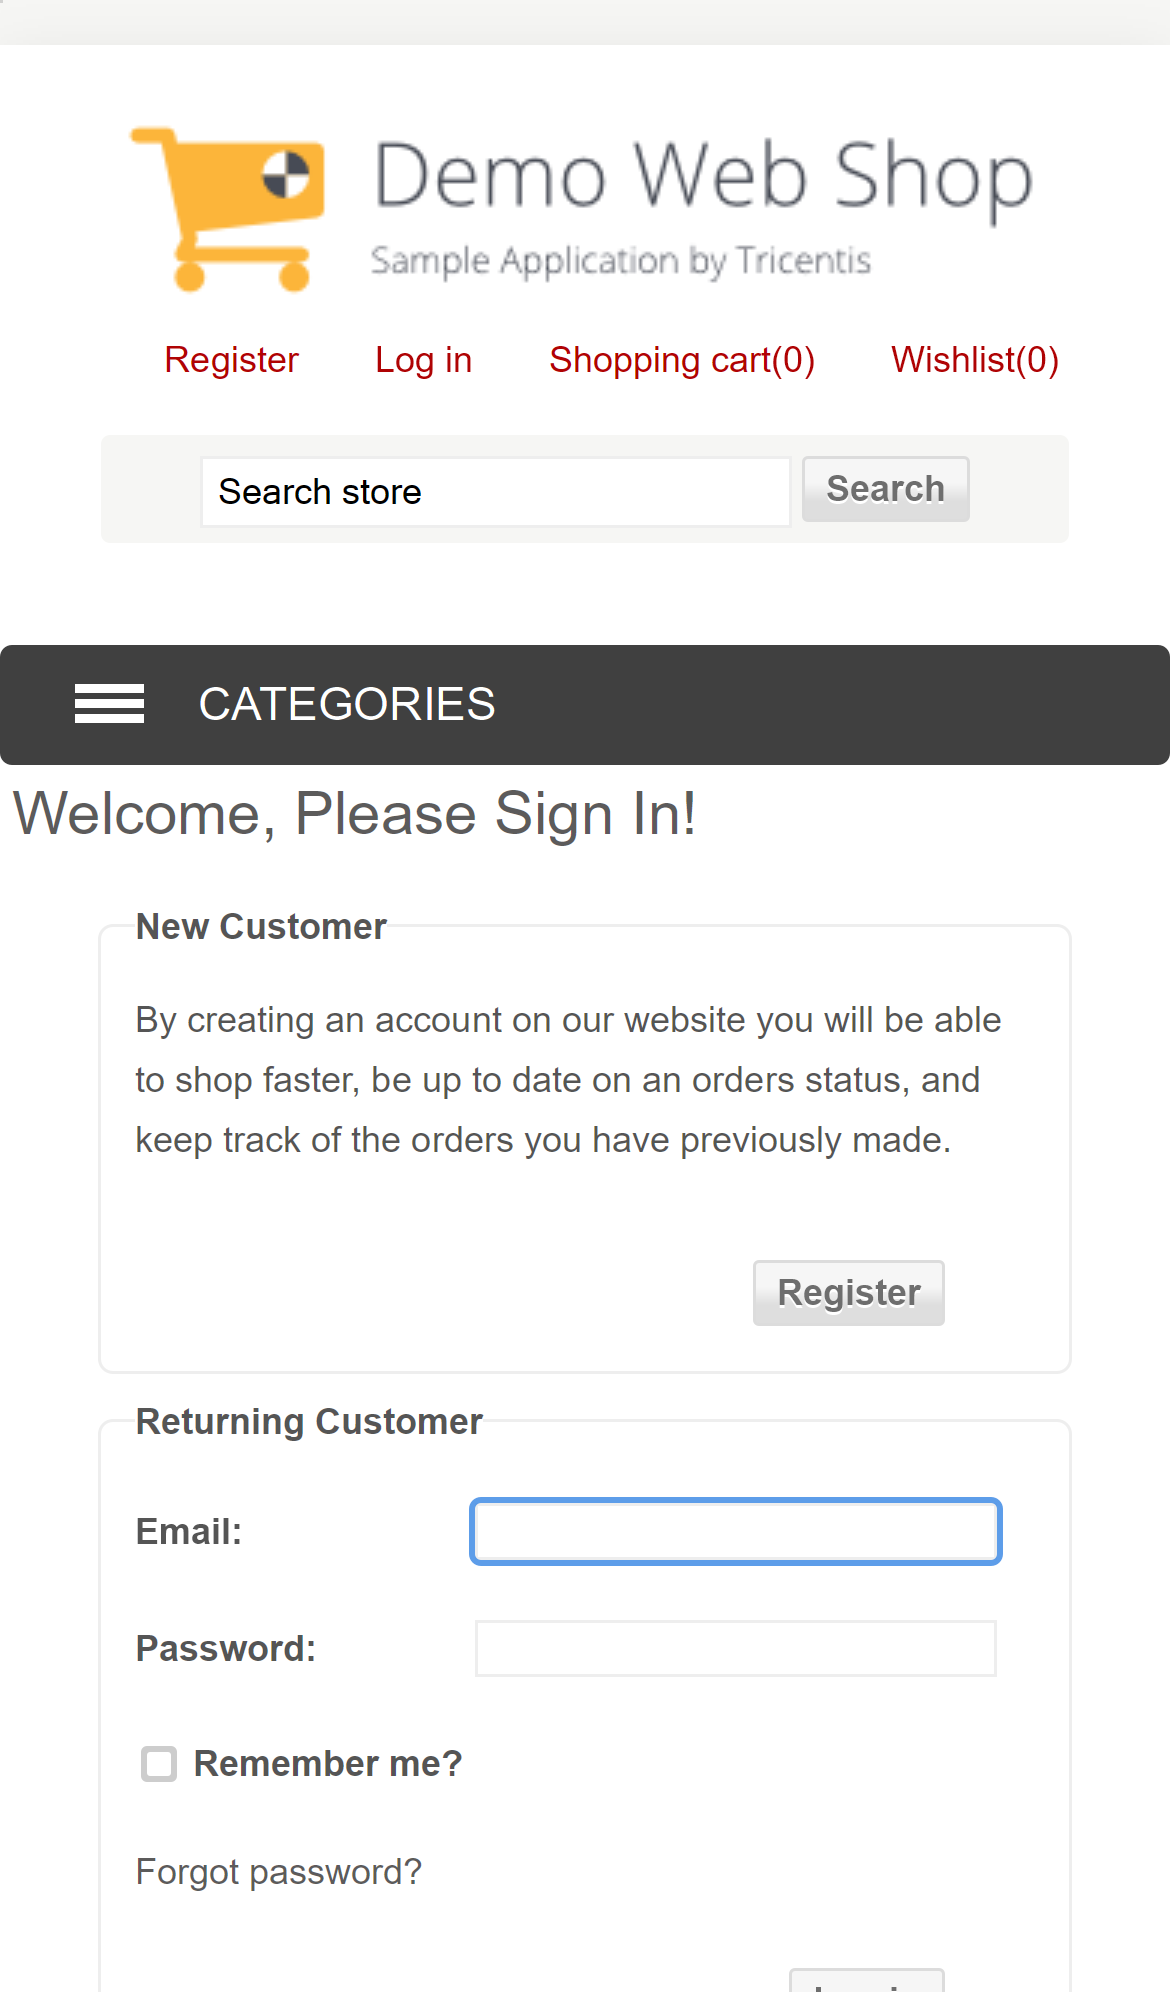 Demo Web Shop
Sample Application by Tricentis
Register Log in Shopping cart(0) Wishlist(0)
Search store Search
CATEGORIES
Welcome, Please Sign In!
New Customer
By creating an account on our website you will be able
to shop faster, be up to date on an orders status, and
keep track of the orders you have previously made.
Register
Returning Customer
Email:
Password:
Remember me?
Forgot password?